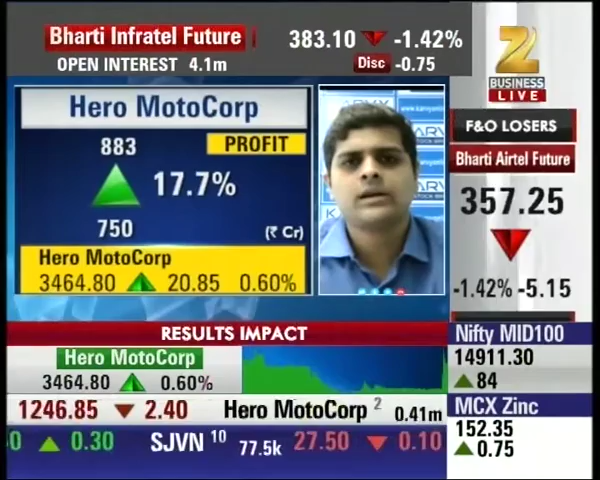 Bharti Infratel Future
383.10 -1.42%
OPEN INTEREST 4.1m
Disc -0.75
Z
BUSINESS
LIVE
Hero MotoCorp
883 PROFIT
17.7%
750 (₹ Cr)
Hero MotoCorp
3464.80 20.85 0.60%
F&O LOSERS
Bharti Airtel Future
357.25
-1.42% -5.15
RESULTS IMPACT
Hero MotoCorp
3464.80 0.60%
Nifty MID100
14911.30
84
1246.85 2.40 Hero MotoCorp 2 0.41m
MCX Zinc
152.35
0.75
0 0.30 SJVN 10 77.5k 27.50 0.10